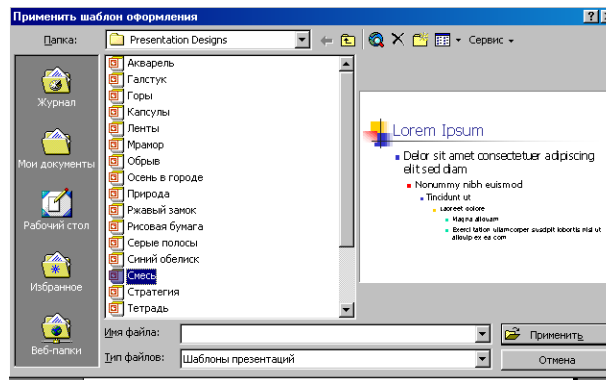 Применить шаблон оформления
Папка: Presentation Designs Сервис
Журнал
Мои документы
Рабочий стол
Избранное
Веб-папки
Акварель
Галстук
Горы
Капсулы
Ленты
Мрамор
Обрыв
Осень в городе
Природа
Ржавый замок
Рисовая бумага
Серые полосы
Синий обелиск
Смесь
Стратегия
Тетрадь
Lorem Ipsum
Delor sit amet consectetuer adipiscing
elit sed diam
Nonummy nibh euismod
Tincidunt ut
Laoreet dolore
Magna aliquam
Exerci tation ullamcorper suscipit lobortis nisl ut
aliquip ex ea com
Имя файла:
Применить
Тип файлов: Шаблоны презентаций
Отмена